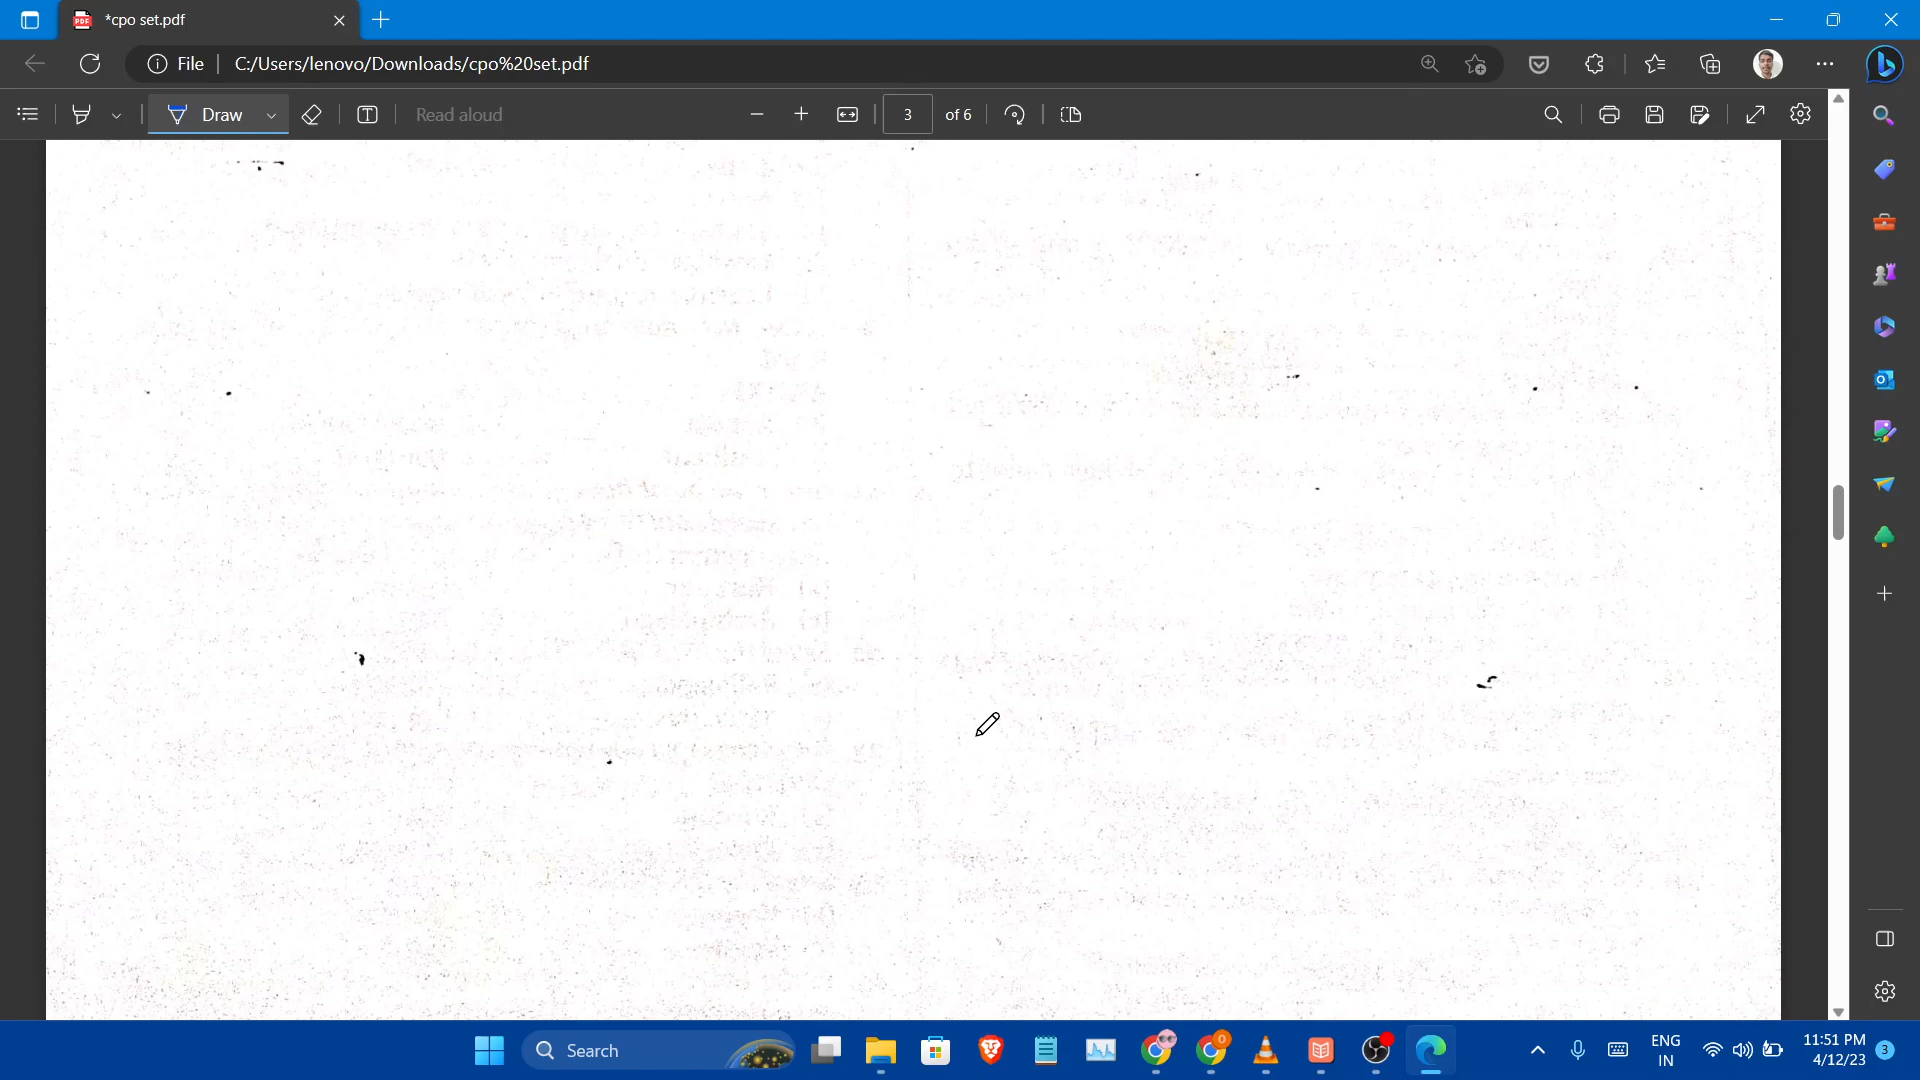 *cpo set.pdf
File
C:/Users/lenovo/Downloads/cpo%20set.pdf
Draw
Read aloud
3 of 6
Search
ENG
IN
11:51 PM
4/12/23
3